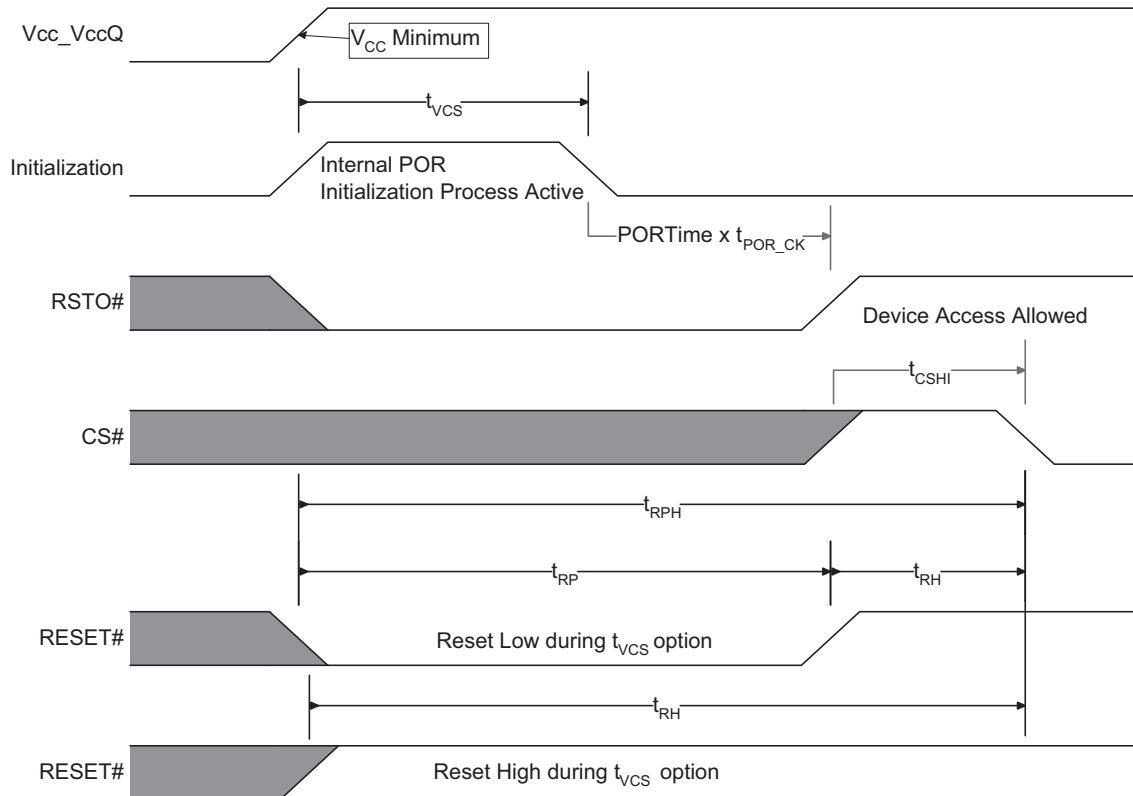 Vcc_VccQ
VCC Minimum
tVCS
Initialization
Internal POR
Initialization Process Active
PORTime x tPOR_CK
RSTO#
Device Access Allowed
tCSHI
CS#
tRPH
tRP
tRH
RESET#
Reset Low during tVCS option
tRH
RESET#
Reset High during tVCS option